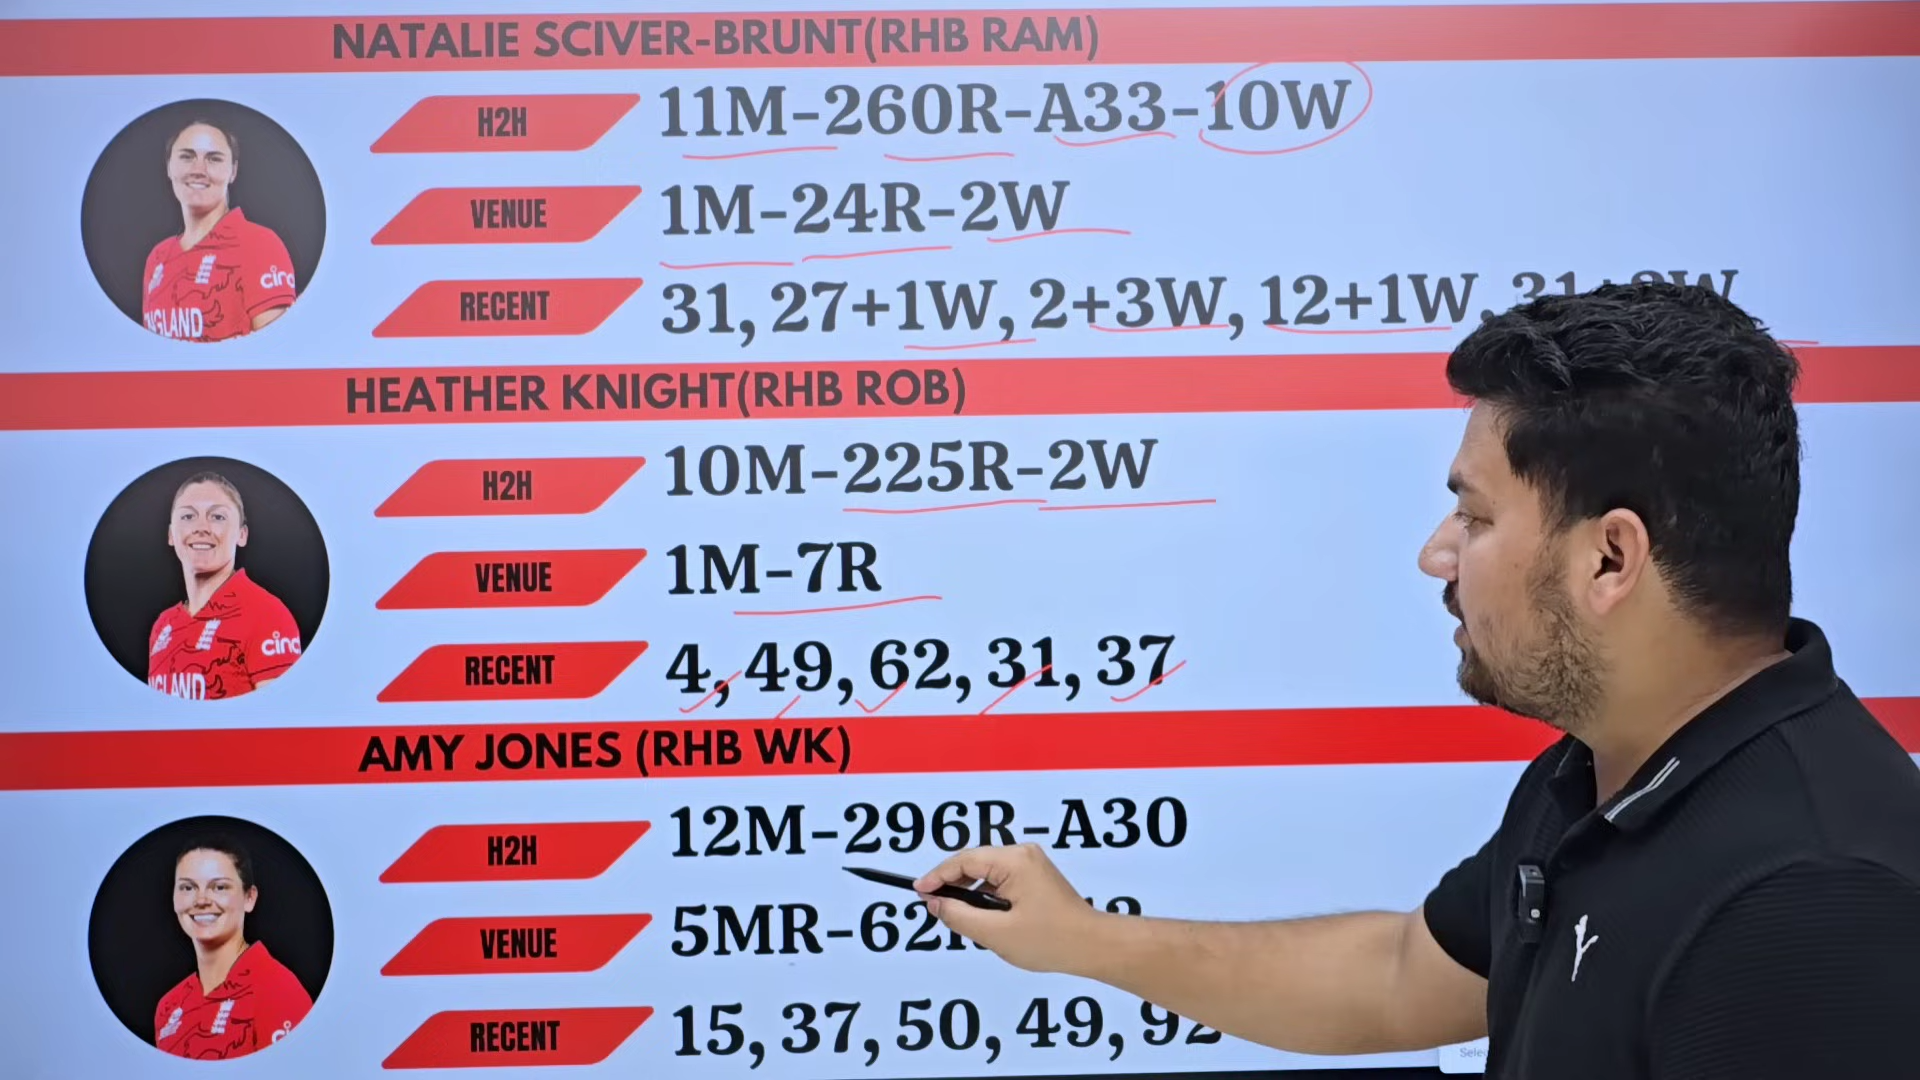 NATALIE SCIVER-BRUNT(RHB RAM)
H2H 11M-260R-A33-10W
VENUE 1M-24R-2W
RECENT 31, 27+1W, 2+3W, 12+1W,
HEATHER KNIGHT(RHB ROB)
H2H 10M-225R-2W
VENUE 1M-7R
RECENT 4, 49, 62, 31, 37
AMY JONES (RHB WK)
H2H 12M-296R-A30
VENUE 5MR-62R
RECENT 15, 37, 50, 49, 92